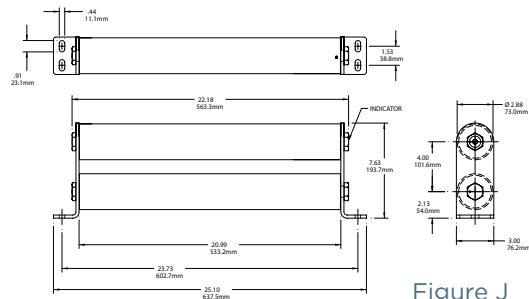 .44
11.1mm
.91
23.1mm
1.53
38.8mm
22.18
563.3mm
INDICATOR
Ø 2.88
73.0mm
7.63
193.7mm
4.00
101.6mm
2.13
54.0mm
20.99
533.2mm
3.00
76.2mm
23.73
602.7mm
25.10
637.5mm
Figure J